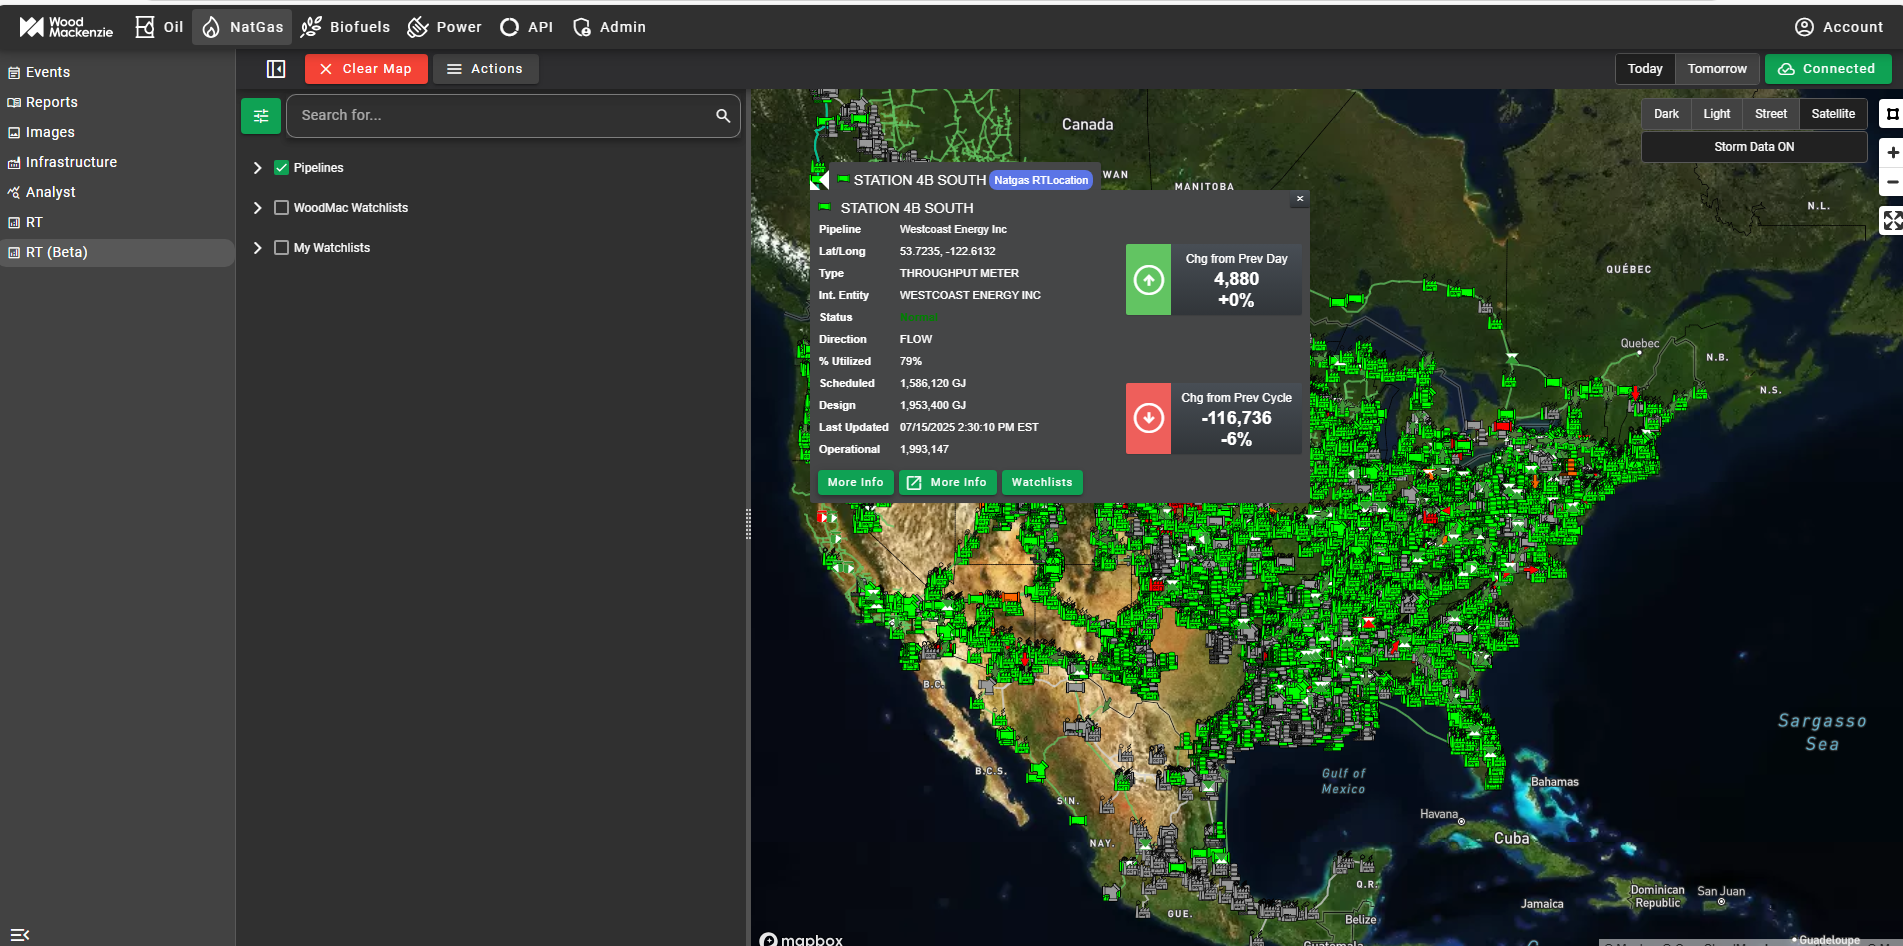 Wood Mackenzie
Oil
NatGas
Biofuels
Power
API
Admin
Account
Events
Reports
Images
Infrastructure
Analyst
RT
RT (Beta)
Clear Map
Actions
Today
Tomorrow
Connected
Search for...
Pipelines
WoodMac Watchlists
My Watchlists
Dark
Light
Street
Satellite
Storm Data ON
Canada
WAN
MANITOBA
N.L.
QUÉBEC
Quebec
N.B.
N.S.
STATION 4B SOUTH Natgas RTLocation
STATION 4B SOUTH
Pipeline Westcoast Energy Inc
Lat/Long 53.7235, -122.6132
Type THROUGHPUT METER
Int. Entity WESTCOAST ENERGY INC
Status Normal
Direction FLOW
% Utilized 79%
Scheduled 1,586,120 GJ
Design 1,953,400 GJ
Last Updated 07/15/2025 2:30:10 PM EST
Operational 1,993,147
Chg from Prev Day
4,880
+0%
Chg from Prev Cycle
-116,736
-6%
More Info
More Info
Watchlists
B.C.
B.C.S.
SIN.
NAY.
GUE.
Q.R.
Gulf of
Mexico
Sargasso
Sea
Bahamas
Havana
Cuba
Dominican
Republic
San Juan
Jamaica
Belize
Guatemala
Guadeloupe
mapbox